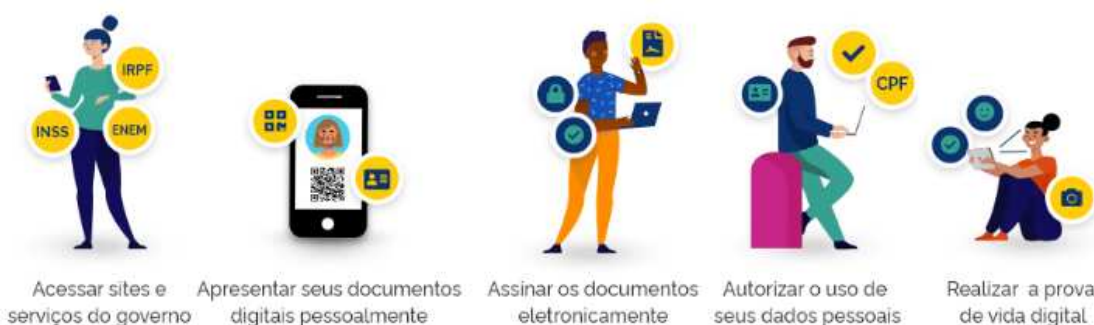 IRPF
INSS
ENEM
CPF
Acessar sites e
serviços do governo
Apresentar seus documentos
digitais pessoalmente
Assinar os documentos
eletronicamente
Autorizar o uso de
seus dados pessoais
Realizar a prova
de vida digital